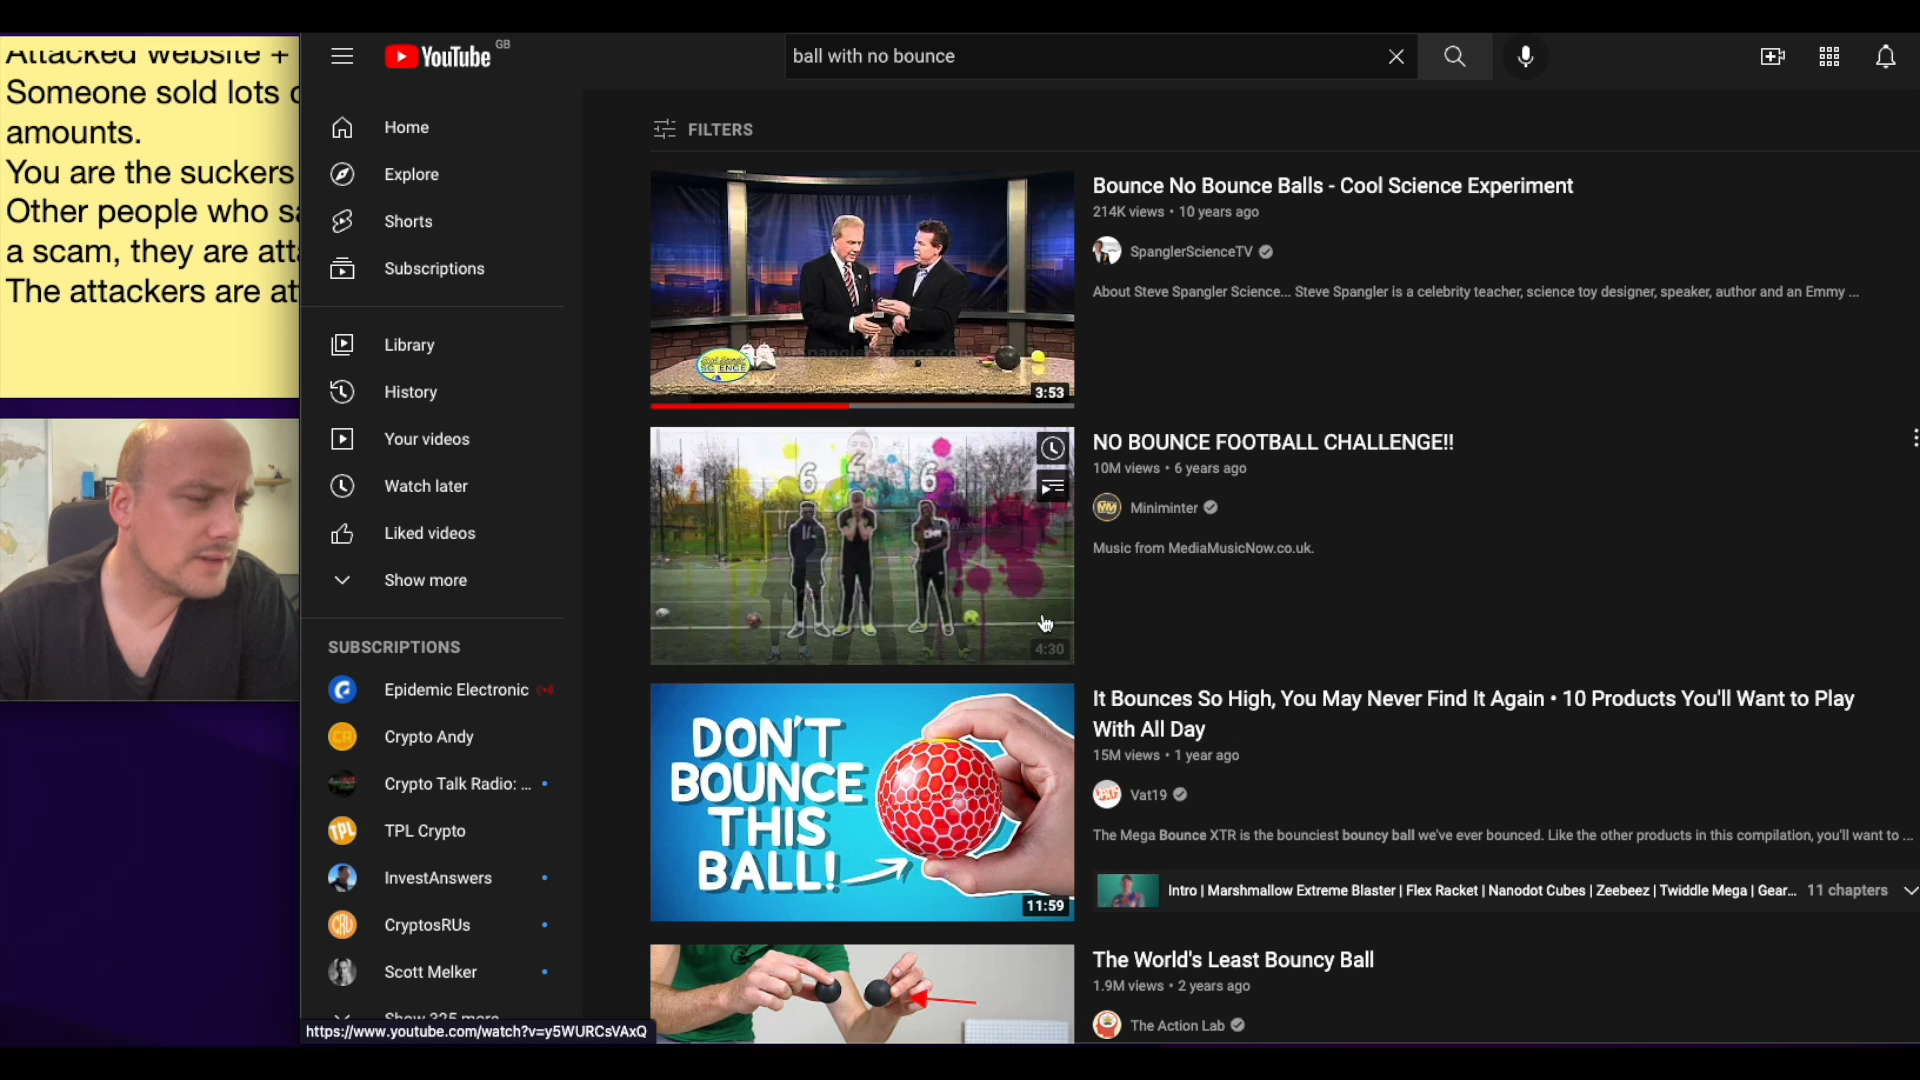 Attacked website +
Someone sold lots
amounts.
You are the suckers
Other people who
a scam, they are
The attackers are
YouTube GB
ball with no bounce
Home
Explore
Shorts
Subscriptions
Library
History
Your videos
Watch later
Liked videos
Show more
SUBSCRIPTIONS
Epidemic Electronic
Crypto Andy
Crypto Talk Radio: ...
TPL Crypto
InvestAnswers
CryptosRUs
Scott Melker
Show 325 more
https://www.youtube.com/watch?v=y5WURCsVAxQ
FILTERS
SCIENCE
3:53
Bounce No Bounce Balls - Cool Science Experiment
214K views • 10 years ago
SpanglerScienceTV
About Steve Spangler Science... Steve Spangler is a celebrity teacher, science toy designer, speaker, author and an Emmy ...
6 6
4:30
NO BOUNCE FOOTBALL CHALLENGE!!
10M views • 6 years ago
Miniminter
Music from MediaMusicNow.co.uk.
DON'T
BOUNCE
THIS
BALL!
11:59
It Bounces So High, You May Never Find It Again • 10 Products You'll Want to Play
With All Day
15M views • 1 year ago
Vat19
The Mega Bounce XTR is the bounciest bouncy ball we've ever bounced. Like the other products in this compilation, you'll want to ...
Intro | Marshmallow Extreme Blaster | Flex Racket | Nanodot Cubes | Zeebeez | Twiddle Mega | Gear... 11 chapters
The World's Least Bouncy Ball
1.9M views • 2 years ago
The Action Lab